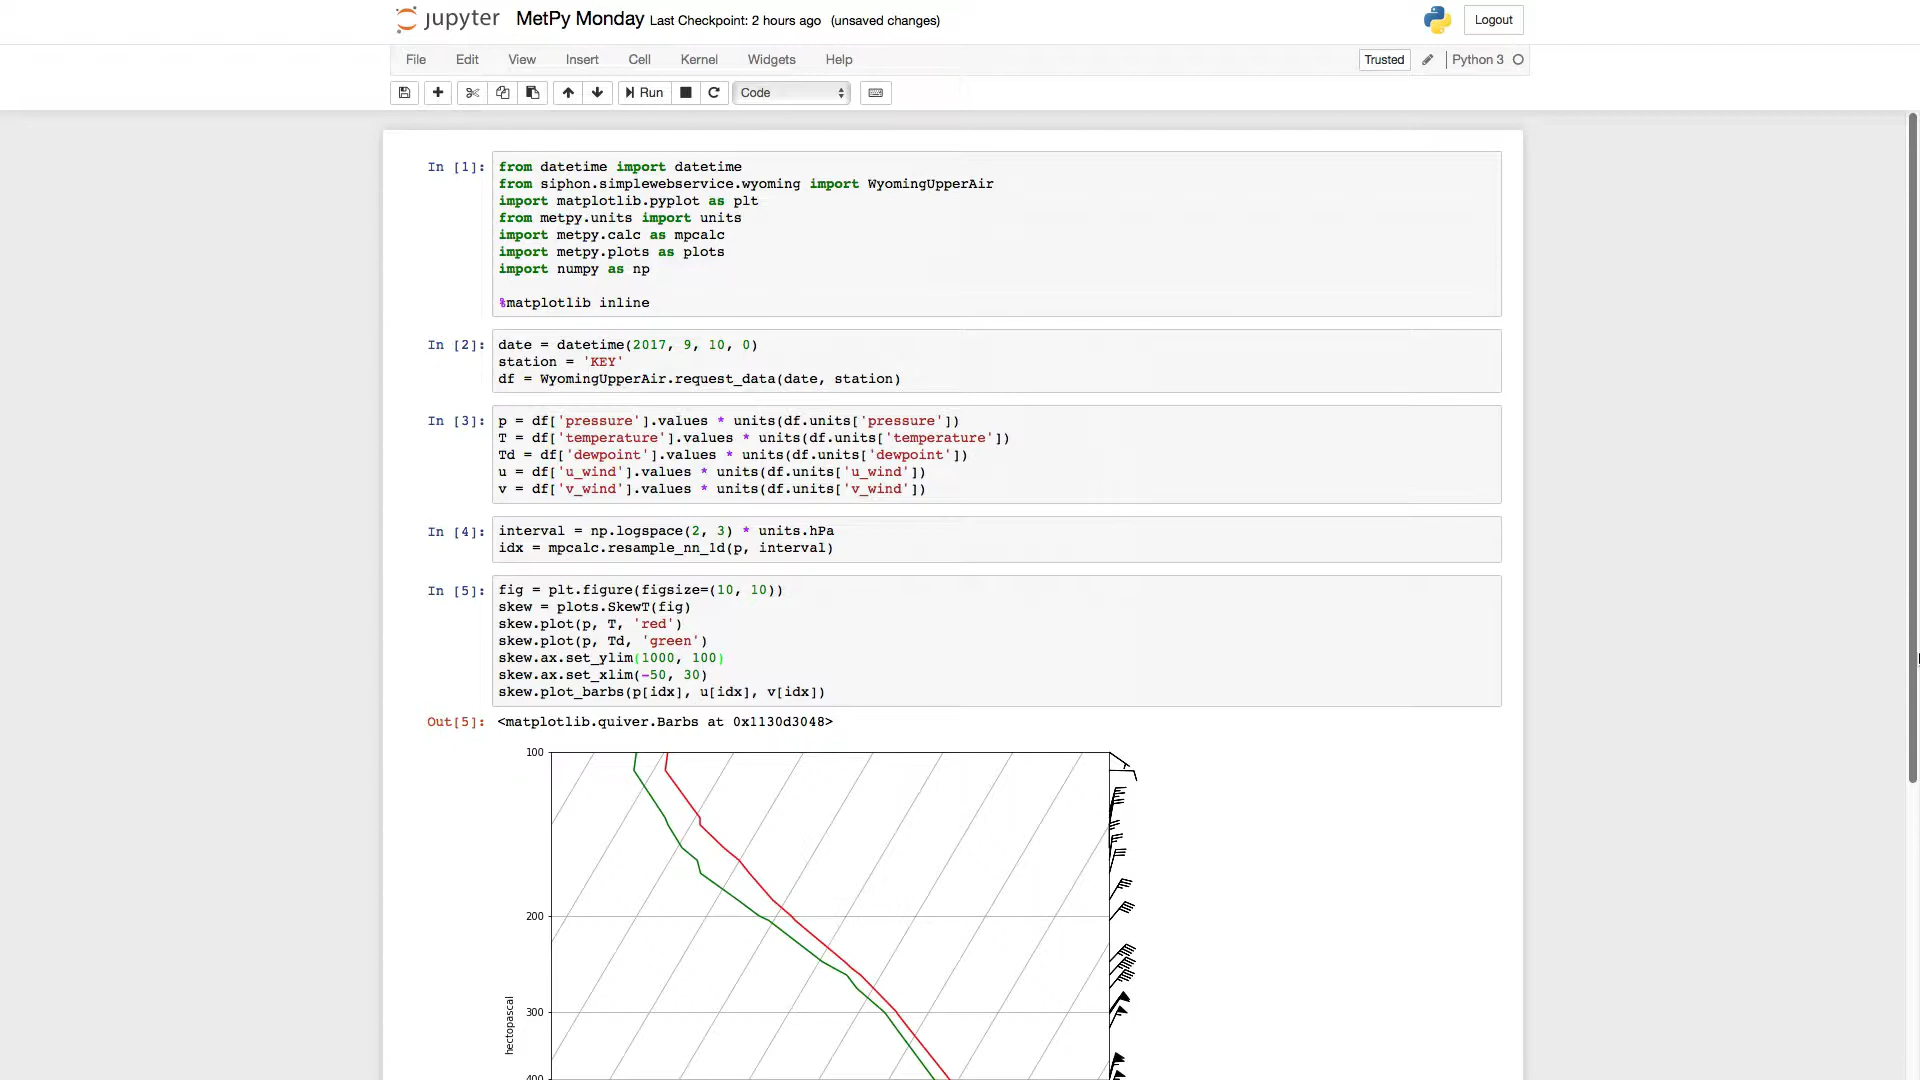 jupyter MetPy Monday Last Checkpoint: 2 hours ago (unsaved changes) Logout
File Edit View Insert Cell Kernel Widgets Help Trusted Python 3
Run Code
In [1]: from datetime import datetime
from siphon.simplewebservice.wyoming import WyomingUpperAir
import matplotlib.pyplot as plt
from metpy.units import units
import metpy.calc as mpcalc
import metpy.plots as plots
import numpy as np
%matplotlib inline
In [2]: date = datetime(2017, 9, 10, 0)
station = 'KEY'
df = WyomingUpperAir.request_data(date, station)
In [3]: p = df['pressure'].values * units(df.units['pressure'])
T = df['temperature'].values * units(df.units['temperature'])
Td = df['dewpoint'].values * units(df.units['dewpoint'])
u = df['u_wind'].values * units(df.units['u_wind'])
v = df['v_wind'].values * units(df.units['v_wind'])
In [4]: interval = np.logspace(2, 3) * units.hPa
idx = mpcalc.resample_nn_1d(p, interval)
In [5]: fig = plt.figure(figsize=(10, 10))
skew = plots.SkewT(fig)
skew.plot(p, T, 'red')
skew.plot(p, Td, 'green')
skew.ax.set_ylim(1000, 100)
skew.ax.set_xlim(-50, 30)
skew.plot_barbs(p[idx], u[idx], v[idx])
Out[5]: <matplotlib.quiver.Barbs at 0x1130d3048>
100
200
300
hectopascal
400